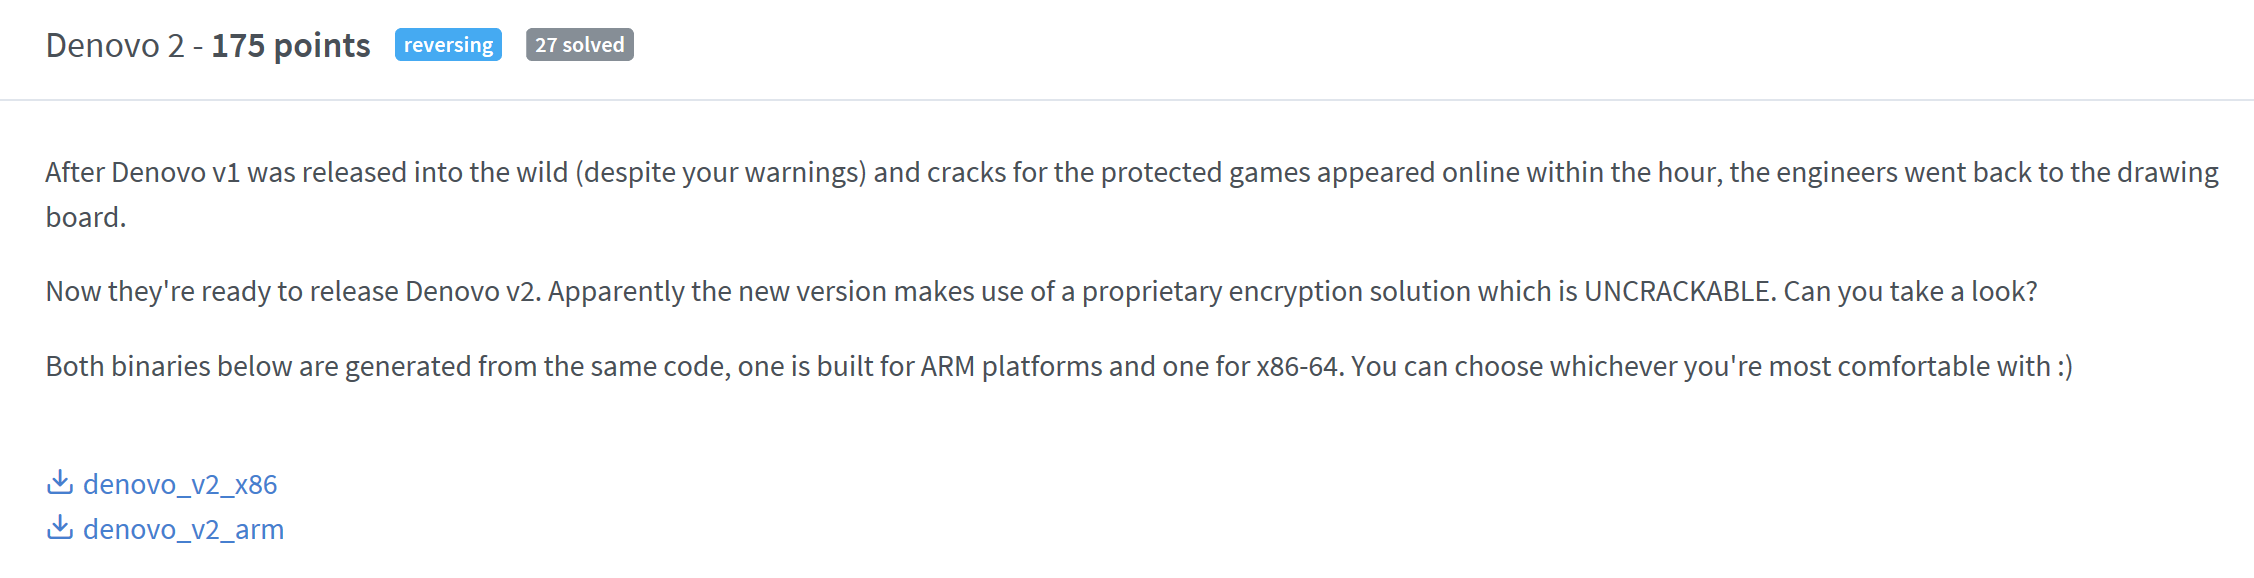 Denovo 2 - 175 points reversing 27 solved
After Denovo v1 was released into the wild (despite your warnings) and cracks for the protected games appeared online within the hour, the engineers went back to the drawing
board.
Now they're ready to release Denovo v2. Apparently the new version makes use of a proprietary encryption solution which is UNCRACKABLE. Can you take a look?
Both binaries below are generated from the same code, one is built for ARM platforms and one for x86-64. You can choose whichever you're most comfortable with :)
denovo_v2_x86
denovo_v2_arm